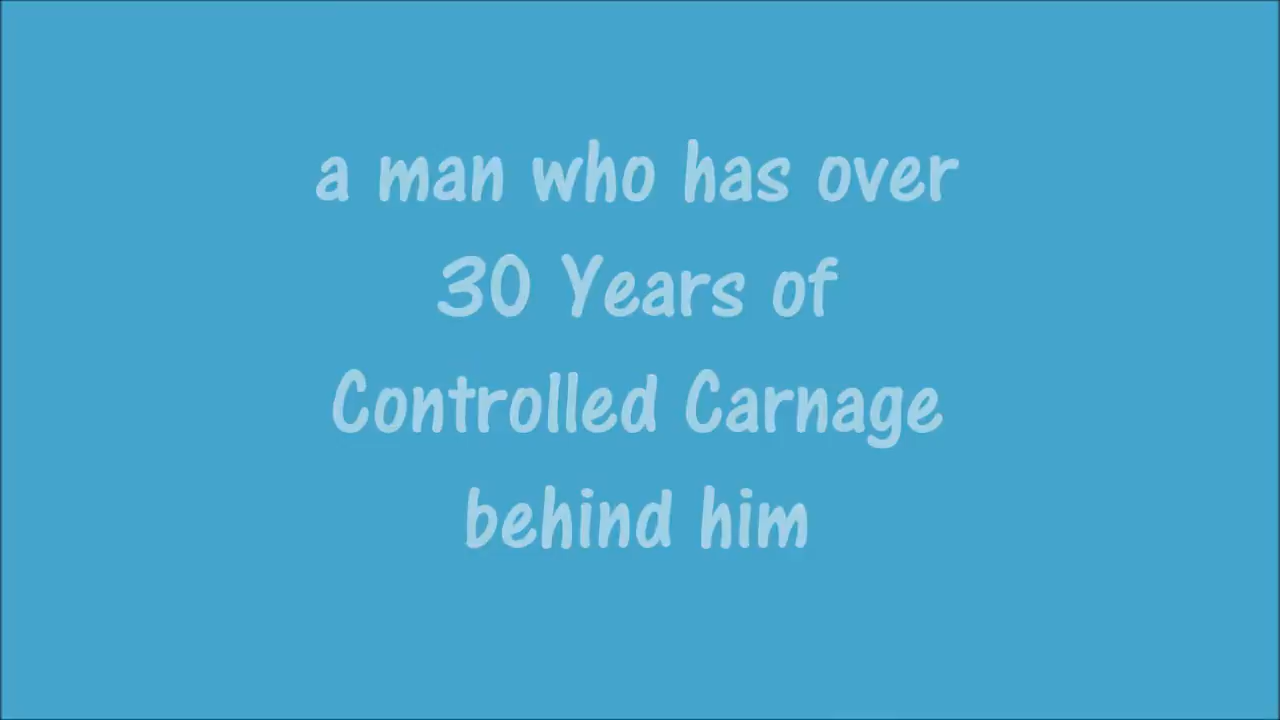 a man who has over
30 Years of
Controlled Carnage
behind him